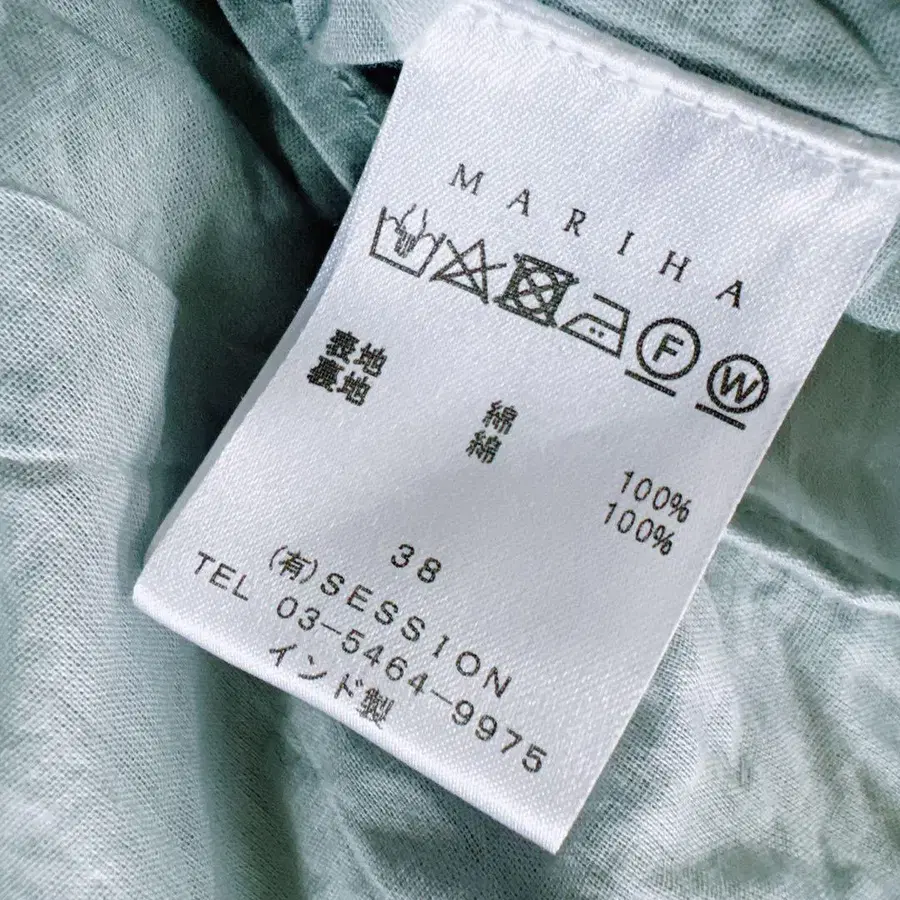 MARIHA
F
W
表地 綿 100%
裏地 綿 100%
38
(有)SESSION
TEL 03-5464-9975
インド製